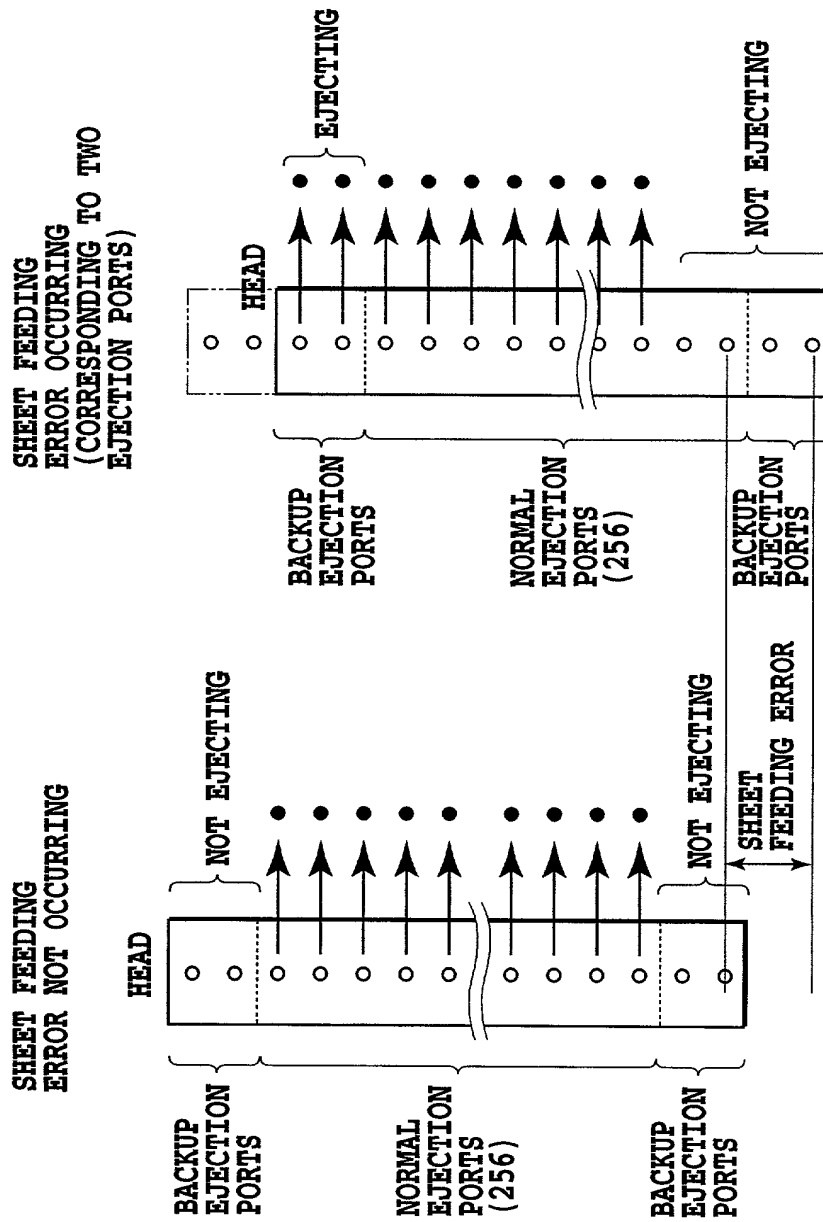 SHEET FEEDING
ERROR NOT OCCURRING
HEAD
BACKUP
EJECTION
PORTS
NOT EJECTING
NORMAL
EJECTION
PORTS
(256)
BACKUP
EJECTION
PORTS
NOT EJECTING
SHEET
FEEDING ERROR
SHEET FEEDING
ERROR OCCURRING
(CORRESPONDING TO TWO
EJECTION PORTS)
HEAD
EJECTING
BACKUP
EJECTION
PORTS
NORMAL
EJECTION
PORTS
(256)
BACKUP
EJECTION
PORTS
NOT EJECTING